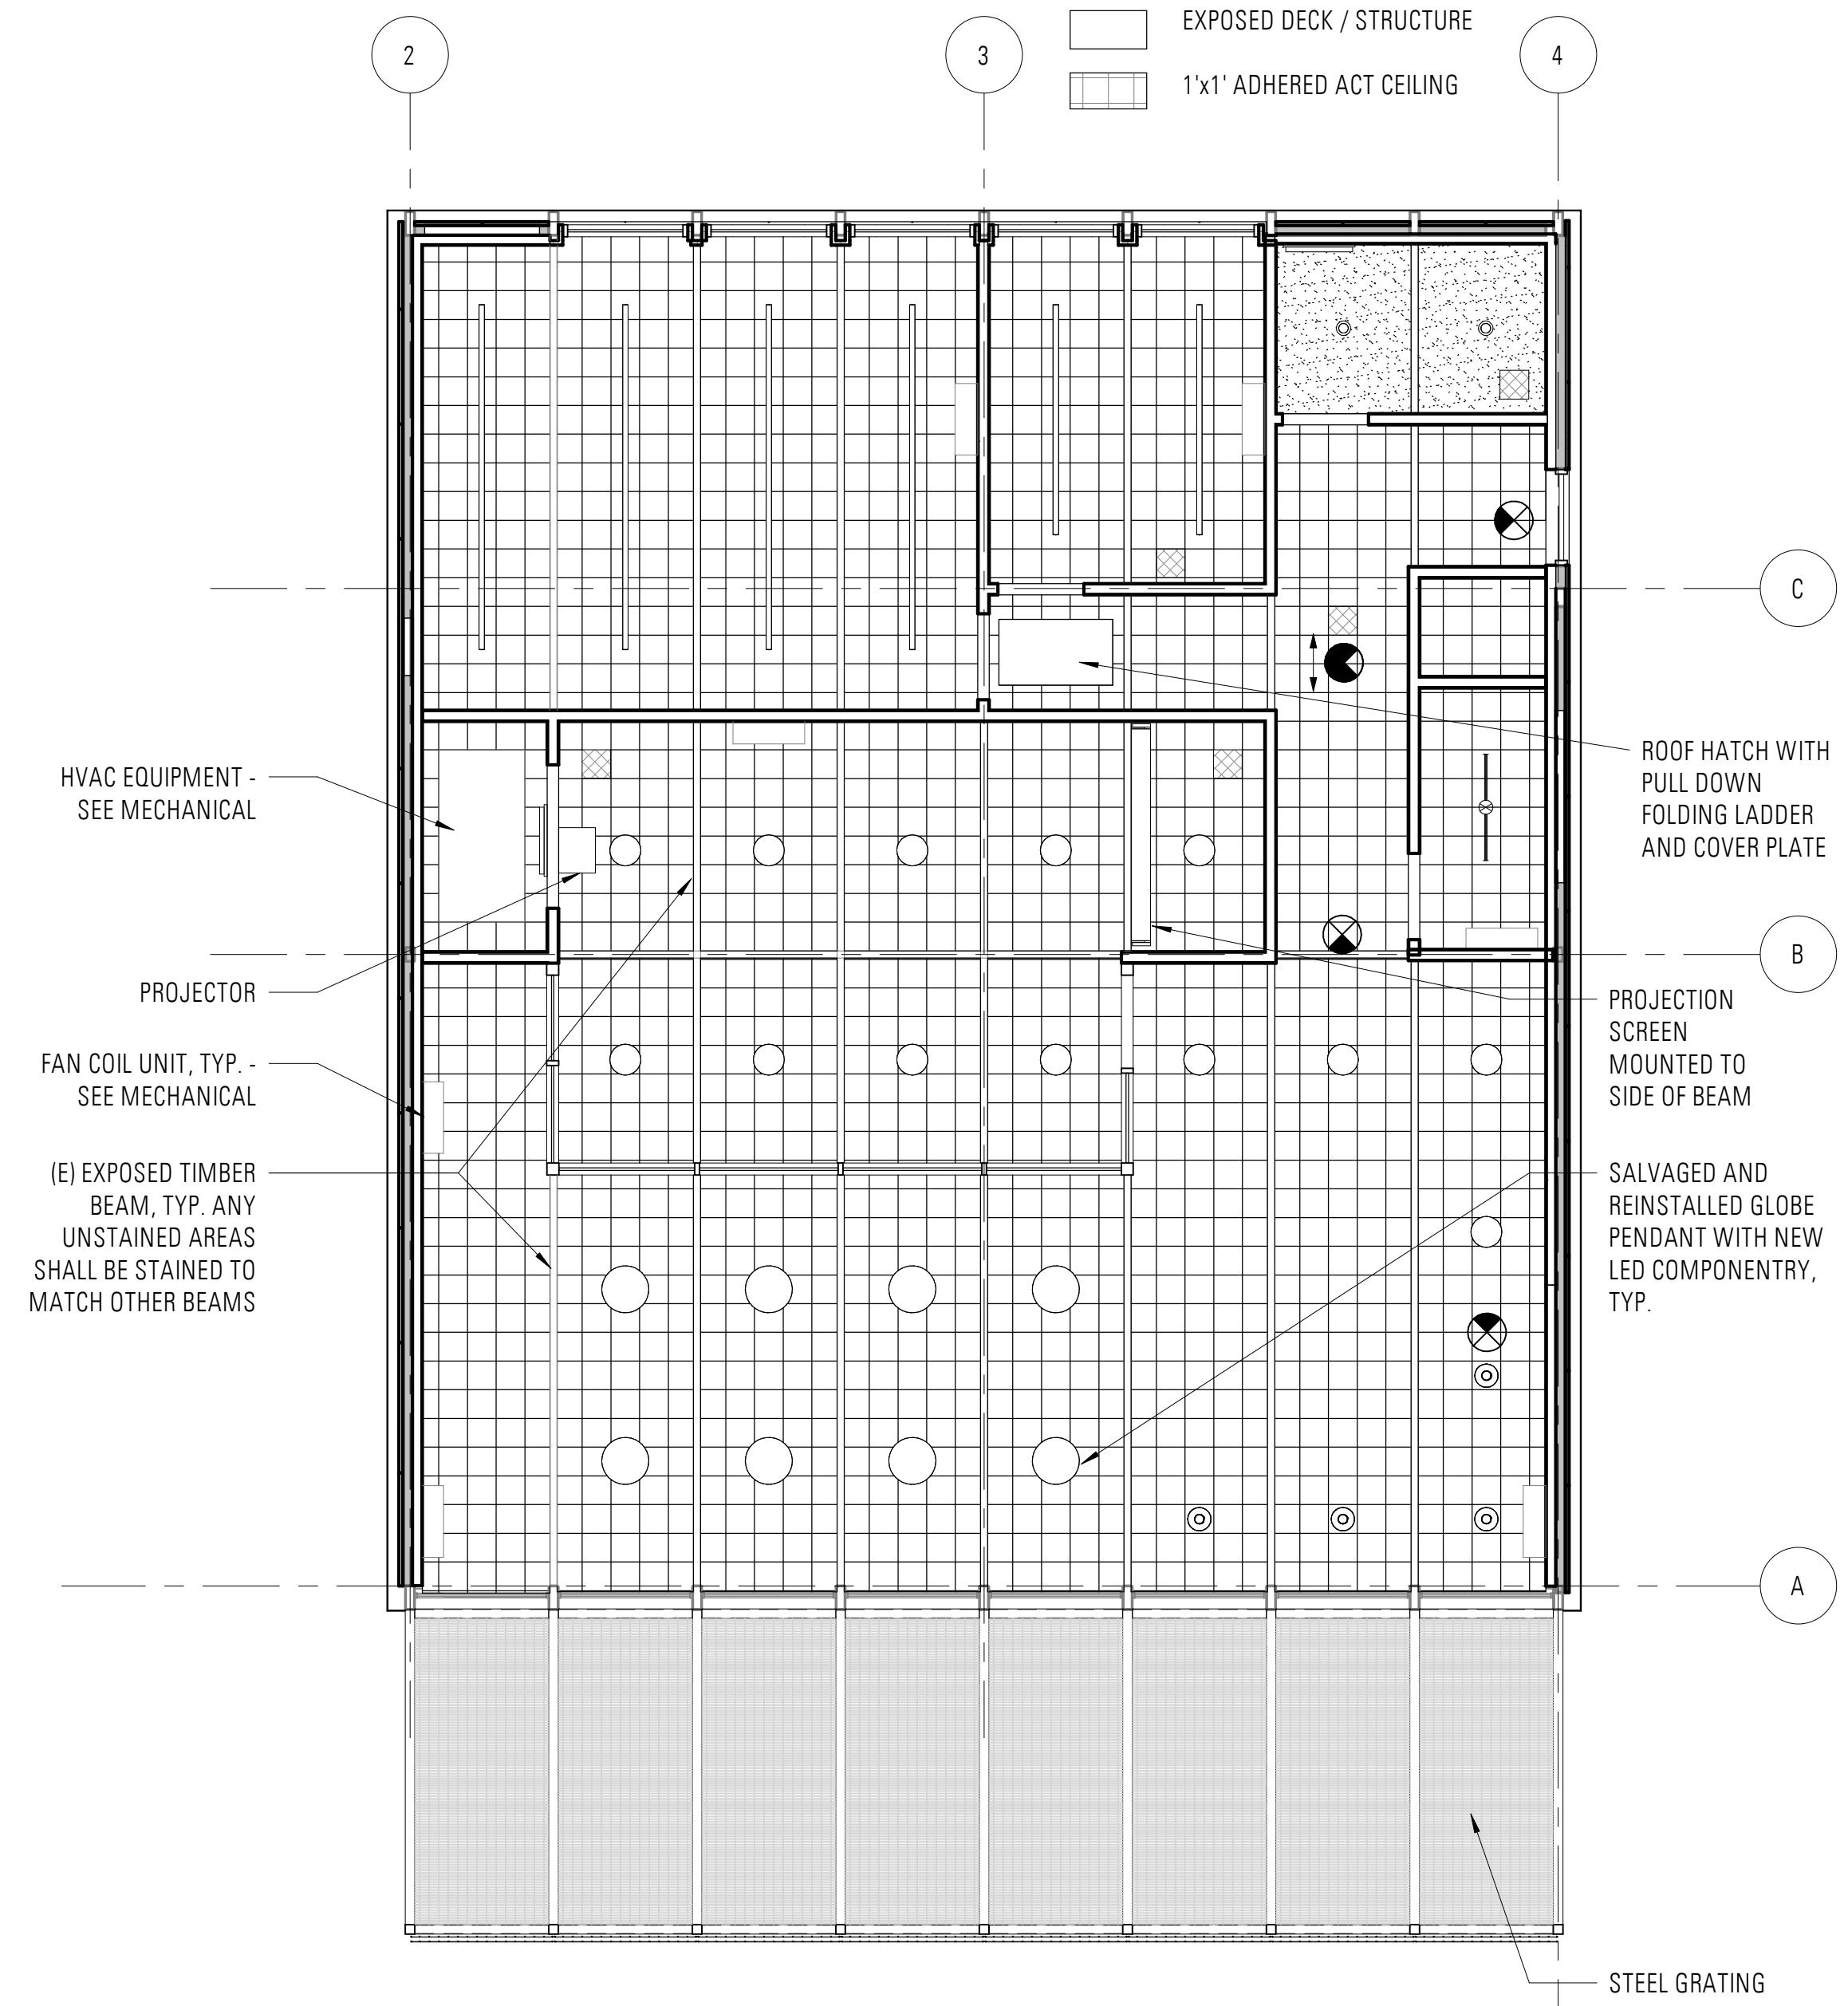 EXPOSED DECK / STRUCTURE
2
3
4
1'x1' ADHERED ACT CEILING
C
HVAC EQUIPMENT -
SEE MECHANICAL
ROOF HATCH WITH
PULL DOWN
FOLDING LADDER
AND COVER PLATE
B
PROJECTOR
PROJECTION
SCREEN
MOUNTED TO
SIDE OF BEAM
FAN COIL UNIT, TYP. -
SEE MECHANICAL
(E) EXPOSED TIMBER
BEAM, TYP. ANY
UNSTAINED AREAS
SHALL BE STAINED TO
MATCH OTHER BEAMS
SALVAGED AND
REINSTALLED GLOBE
PENDANT WITH NEW
LED COMPONENTRY,
TYP.
A
STEEL GRATING